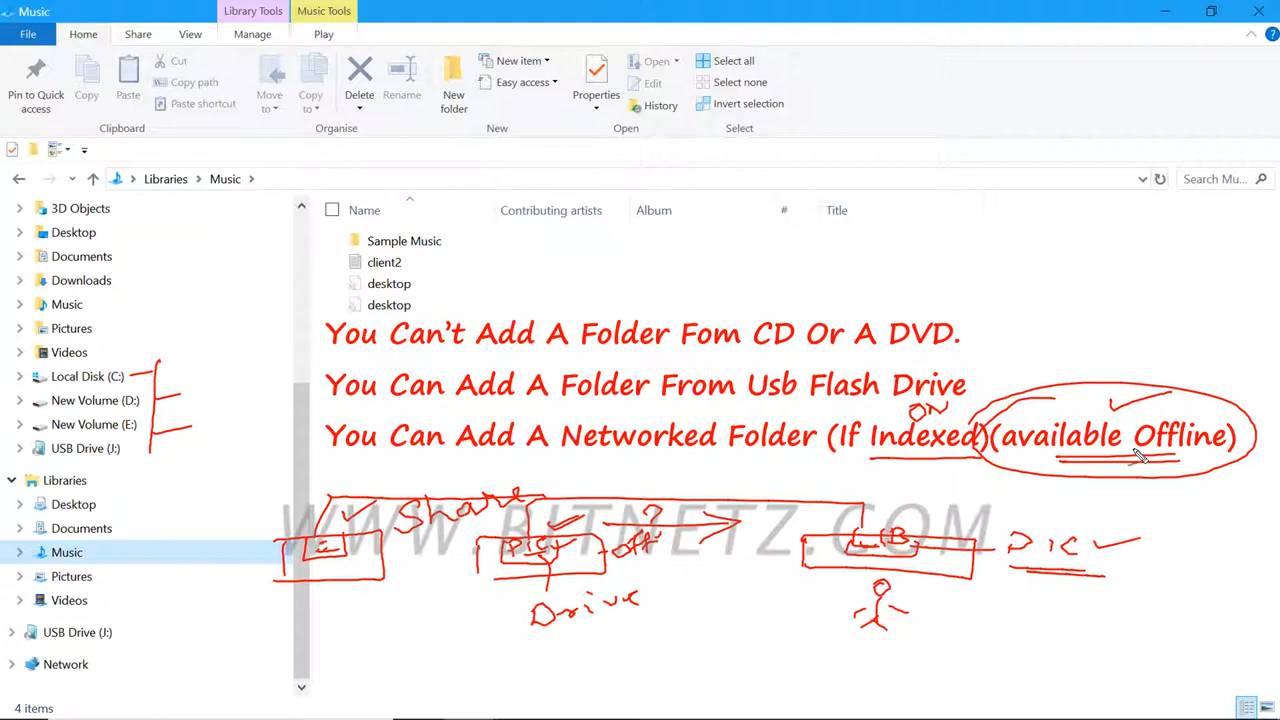 Music
Library Tools
Music Tools
File
Home
Share
View
Manage
Play
Pin to Quick access
Copy
Paste
Cut
Copy path
Paste shortcut
Clipboard
Move to
Copy to
Delete
Rename
Organise
New folder
New item
Easy access
New
Properties
Open
Edit
History
Open
Select all
Select none
Invert selection
Select
Libraries
Music
Search Mu...
3D Objects
Desktop
Documents
Downloads
Music
Pictures
Videos
Local Disk (C:)
New Volume (D:)
New Volume (E:)
USB Drive (J:)
Libraries
Desktop
Documents
Music
Pictures
Videos
USB Drive (J:)
Network
Name
Contributing artists
Album
#
Title
Sample Music
client2
desktop
desktop
You Can't Add A Folder Fom CD Or A DVD.
You Can Add A Folder From Usb Flash Drive
ON
You Can Add A Networked Folder (If Indexed)(available Offline)
WWW.BITNETZ.COM
Share
?
off
Drive
4 items